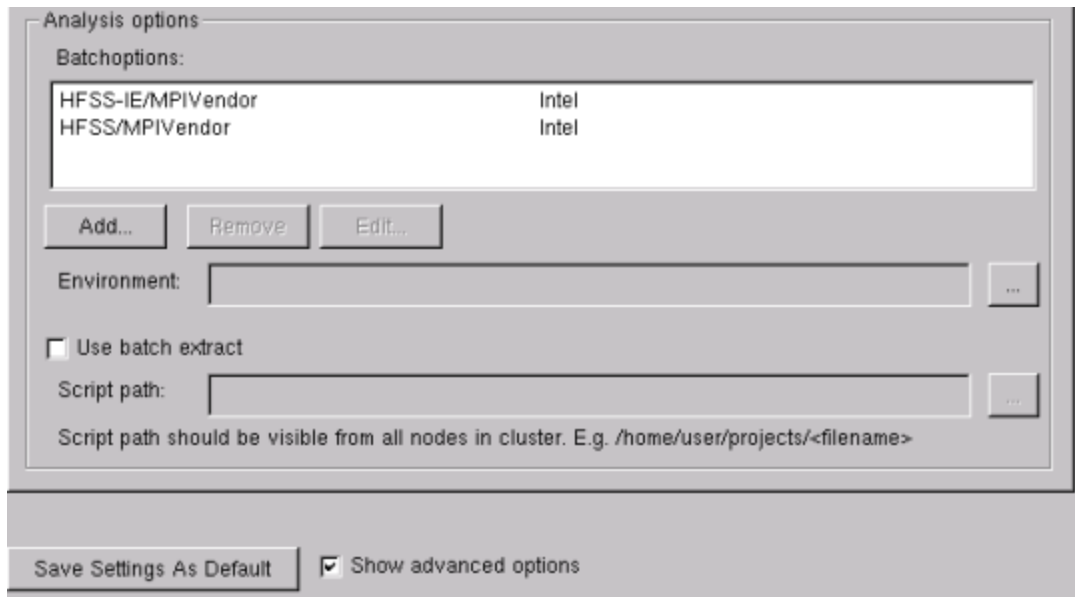 Analysis options
Batchoptions:
HFSS-IE/MPIVendor Intel
HFSS/MPIVendor Intel
Add... Remove Edit...
Environment: ...
Use batch extract
Script path: ...
Script path should be visible from all nodes in cluster. E.g. /home/user/projects/<filename>
Save Settings As Default Show advanced options